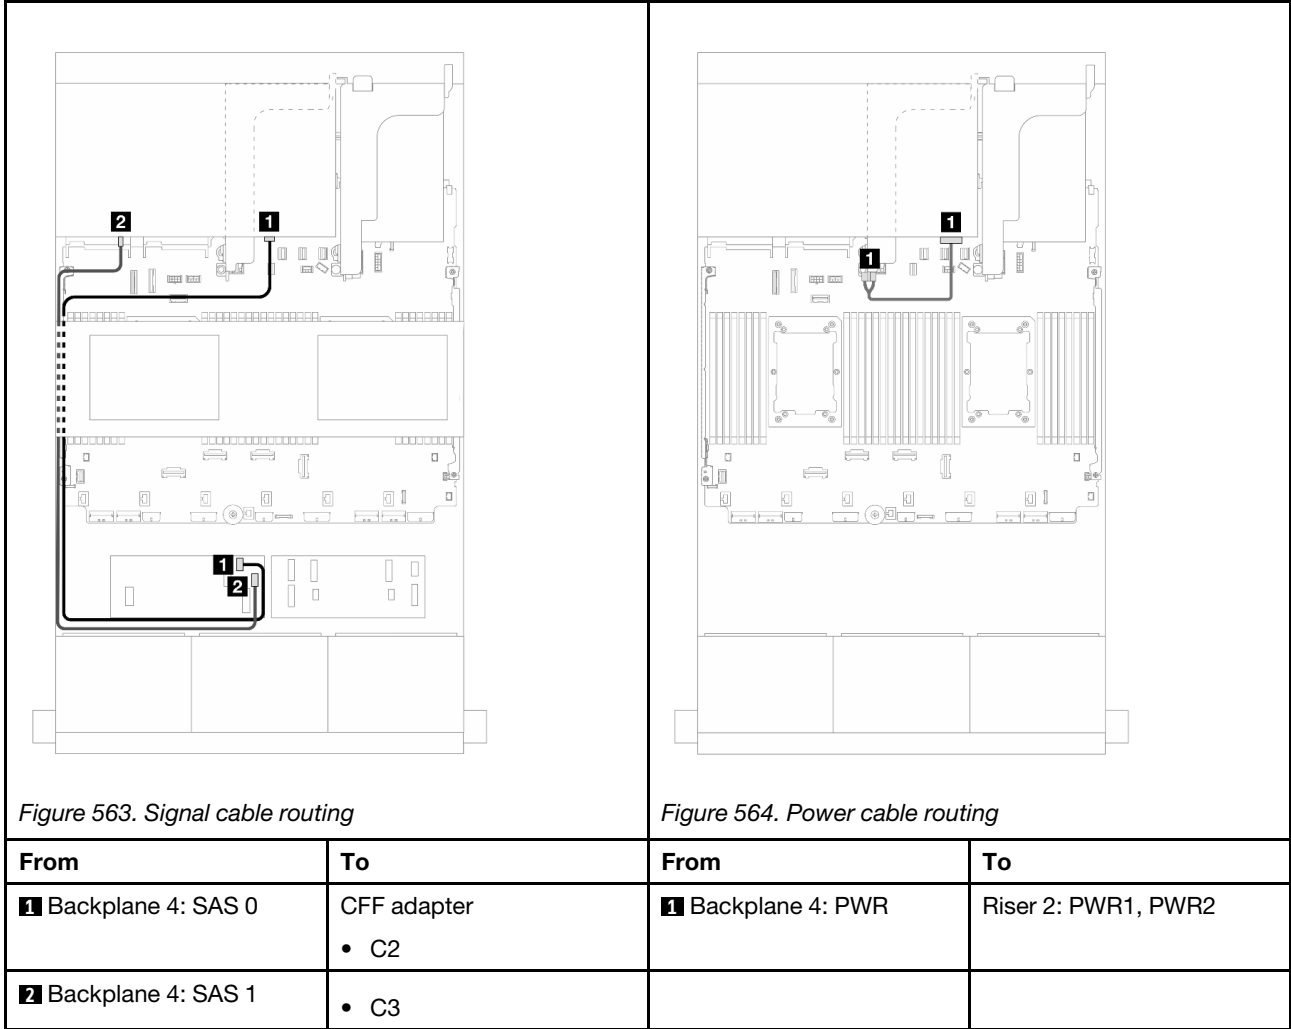 2
1
1
2
Figure 563. Signal cable routing
1
1
Figure 564. Power cable routing
From To From To
1 Backplane 4: SAS 0 CFF adapter 1 Backplane 4: PWR Riser 2: PWR1, PWR2
• C2
2 Backplane 4: SAS 1 • C3